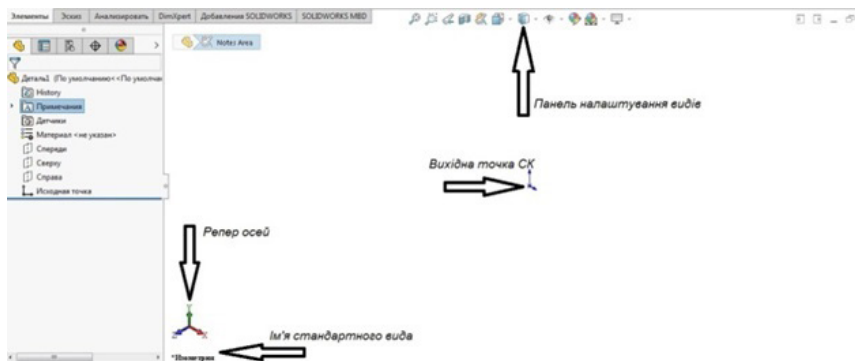 Элементы Эскиз Анализировать DimXpert Добавления SOLIDWORKS SOLIDWORKS MBD
Notes Area
Деталь1 (По умолчанию<<По умолчан
History
Примечания
Датчики
Материал <не указан>
Спереди
Сверху
Справа
Исходная точка
Панель налаштування видів
Вихідна точка СК
Репер осей
Y
Z X
Ім'я стандартного вида
*Изометрия